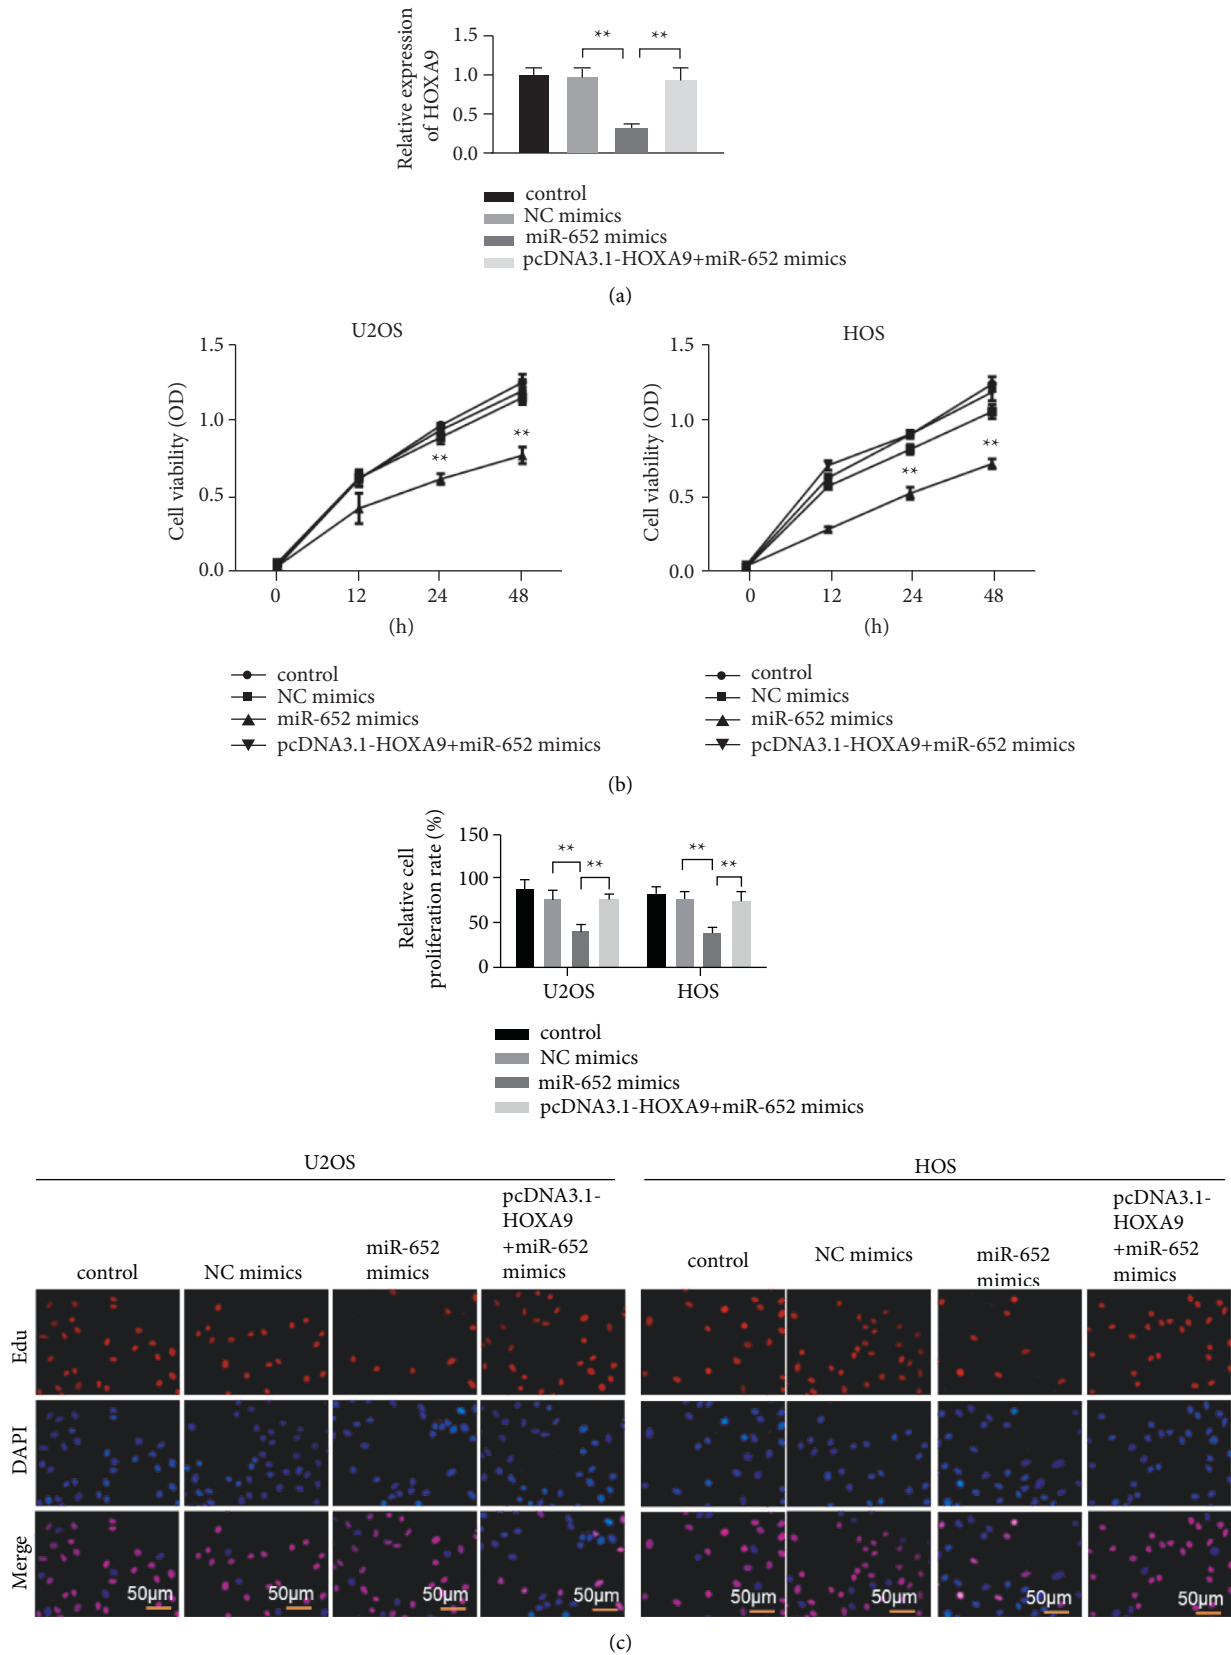 Relative expression
of HOXA9
1.5
1.0
0.5
0.0
**
**
control
NC mimics
miR-652 mimics
pcDNA3.1-HOXA9+miR-652 mimics
(a)
U2OS
Cell viability (OD)
1.5
1.0
0.5
0.0
**
**
0
12
24
48
(h)
control
NC mimics
miR-652 mimics
pcDNA3.1-HOXA9+miR-652 mimics
HOS
Cell viability (OD)
1.5
1.0
0.5
0.0
**
**
0
12
24
48
(h)
control
NC mimics
miR-652 mimics
pcDNA3.1-HOXA9+miR-652 mimics
(b)
Relative cell
proliferation rate (%)
150
100
50
0
**
**
**
**
U2OS
HOS
control
NC mimics
miR-652 mimics
pcDNA3.1-HOXA9+miR-652 mimics
U2OS
control
NC mimics
miR-652
mimics
pcDNA3.1-
HOXA9
+miR-652
mimics
HOS
control
NC mimics
miR-652
mimics
pcDNA3.1-
HOXA9
+miR-652
mimics
Edu
DAPI
Merge
50μm
50μm
50μm
50μm
50μm
50μm
50μm
50μm
(c)